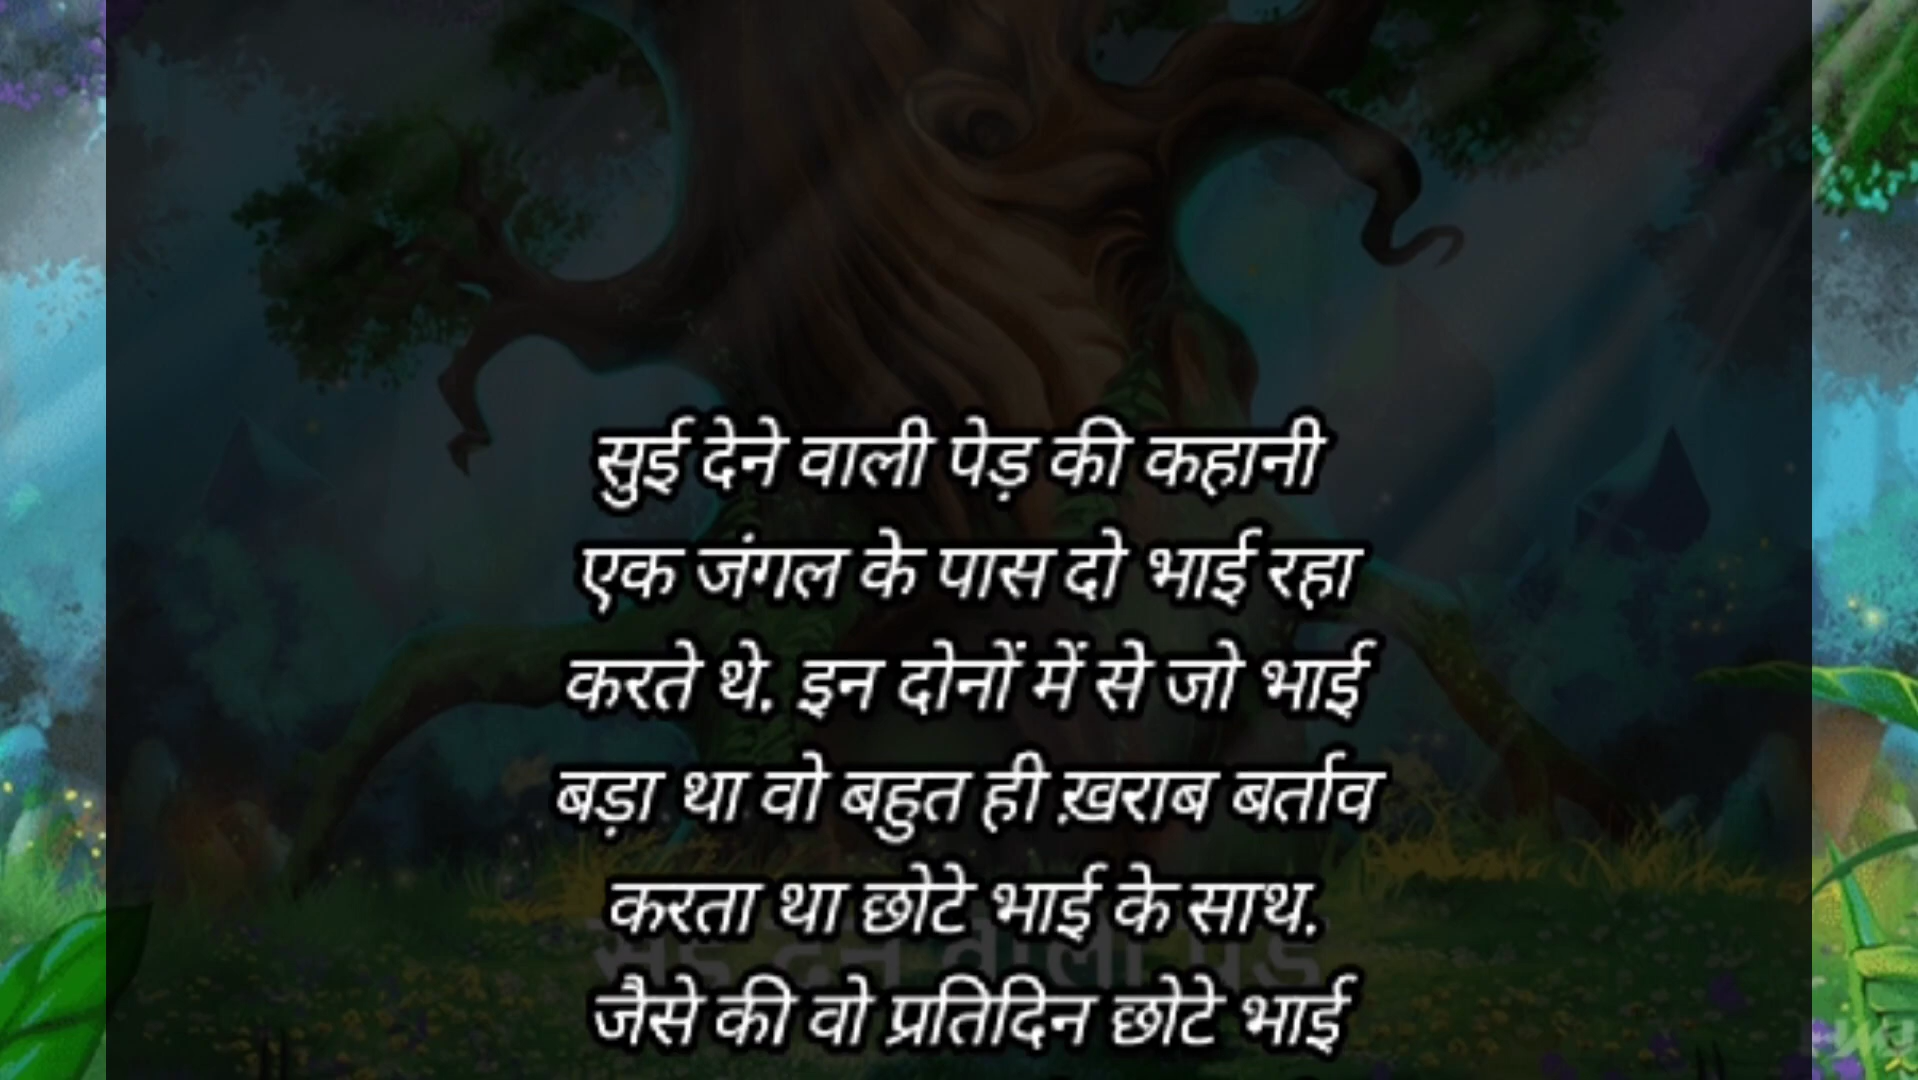 सुई देने वाली पेड़ की कहानी
एक जंगल के पास दो भाई रहा
करते थे. इन दोनों में से जो भाई
बड़ा था वो बहुत ही ख़राब बर्ताव
करता था छोटे भाई के साथ.
सुई देने वाली पेड़
जैसे की वो प्रतिदिन छोटे भाई